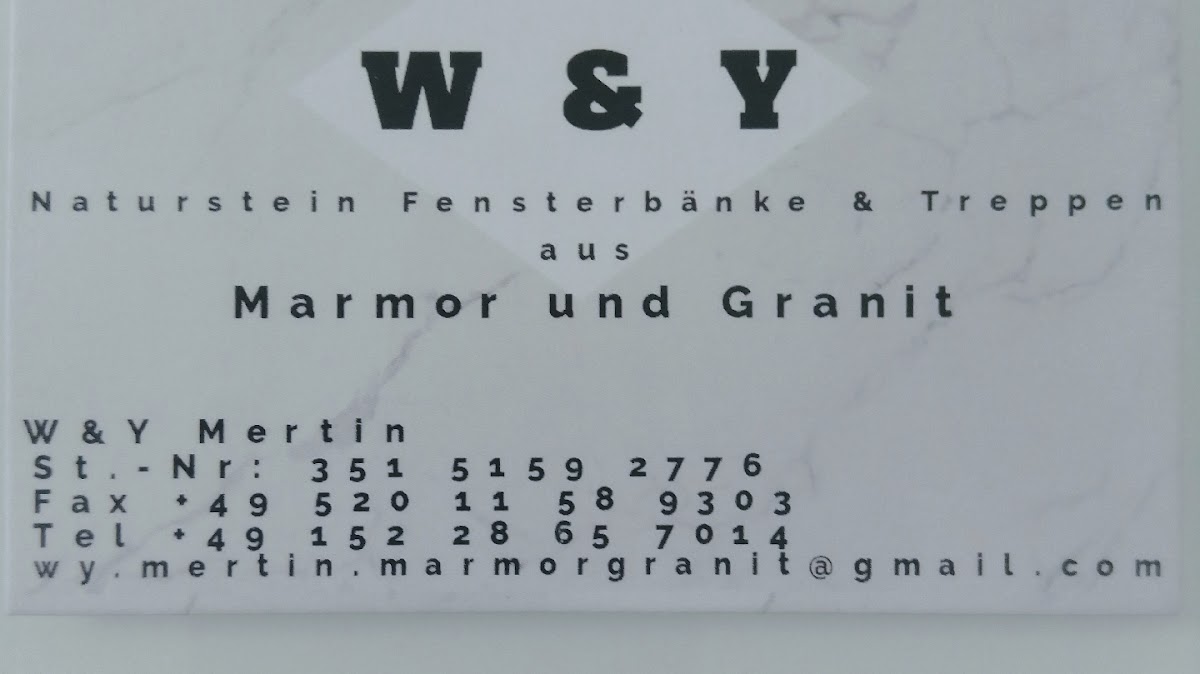 W & Y
Naturstein Fensterbänke & Treppen
aus
Marmor und Granit
W & Y Mertin
St.-Nr: 351 5159 2776
Fax +49 520 11 58 9303
Tel +49 152 28 65 7014
wy.mertin.marmorgranit@gmail.com